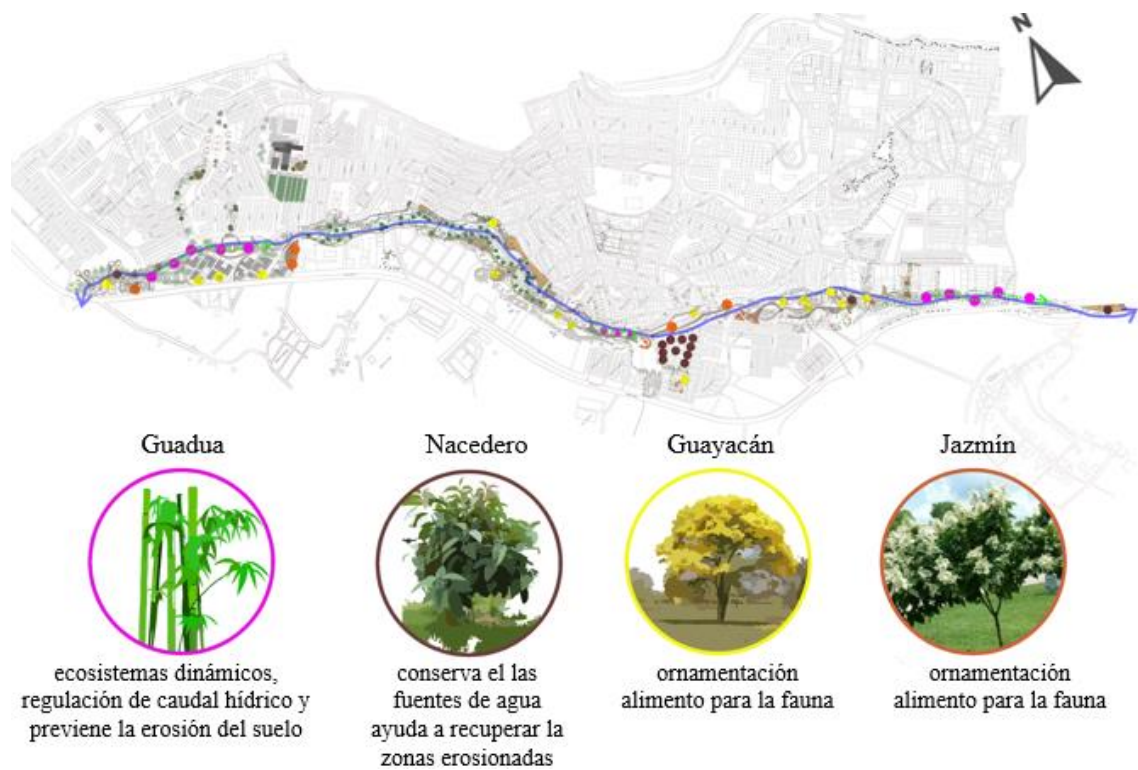 N
Guadua
Nacedero
Guayacán
Jazmín
ecosistemas dinámicos,
regulación de caudal hídrico y
previene la erosión del suelo
conserva el las
fuentes de agua
ayuda a recuperar la
zonas erosionadas
ornamentación
alimento para la fauna
ornamentación
alimento para la fauna